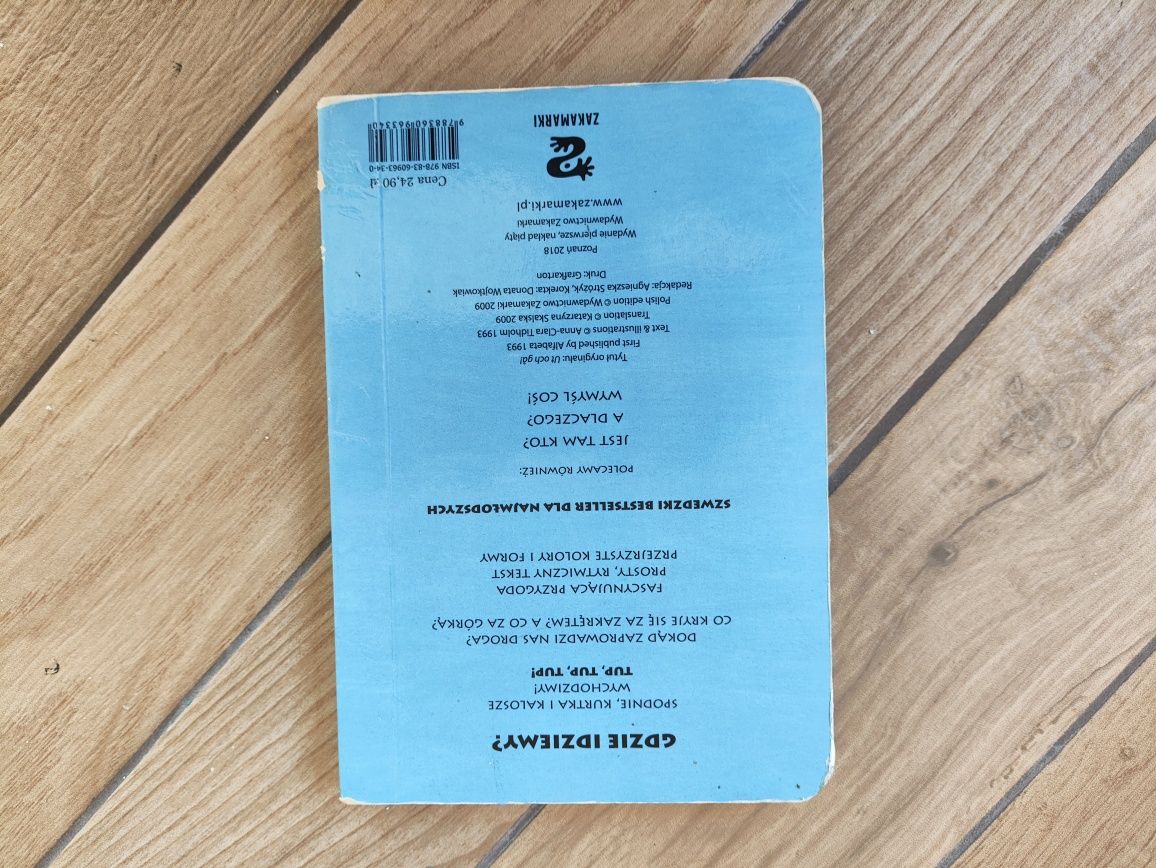 GDZIE IDZIEMY?
SPODNIE, KURTKA I KALOSZE
WYCHODZIMY!
TUP, TUP, TUP!
DOKĄD ZAPROWADZI NAS DROGA?
CO KRYJE SIĘ ZA ZAKRĘTEM? A CO ZA GÓRKĄ?
FASCYNUJĄCA PRZYGODA
PROSTY, RYTMICZNY TEKST
PRZEJRZYSTE KOLORY I FORMY
SZWEDZKI BESTSELLER DLA NAJMŁODSZYCH
POLECAMY RÓWNIEŻ:
JEST TAM KTO?
A DLACZEGO?
WYMYŚL COŚ!
Tytuł oryginału: Ut och gå!
First published by Alfabeta 1993
Text & illustrations © Anna-Clara Tidholm 1993
Translation © Katarzyna Skalska 2009
Polish edition © Wydawnictwo Zakamarki 2009
Redakcja: Agnieszka Stróżyk, Korekta: Donata Wojtkowiak
Druk: Grafkarton
Poznań 2018
Wydanie pierwsze, nakład piąty
Wydawnictwo Zakamarki
www.zakamarki.pl
ZAKAMARKI
Cena 24,90 zł
ISBN 978-83-60963-34-0
9 788360 963340